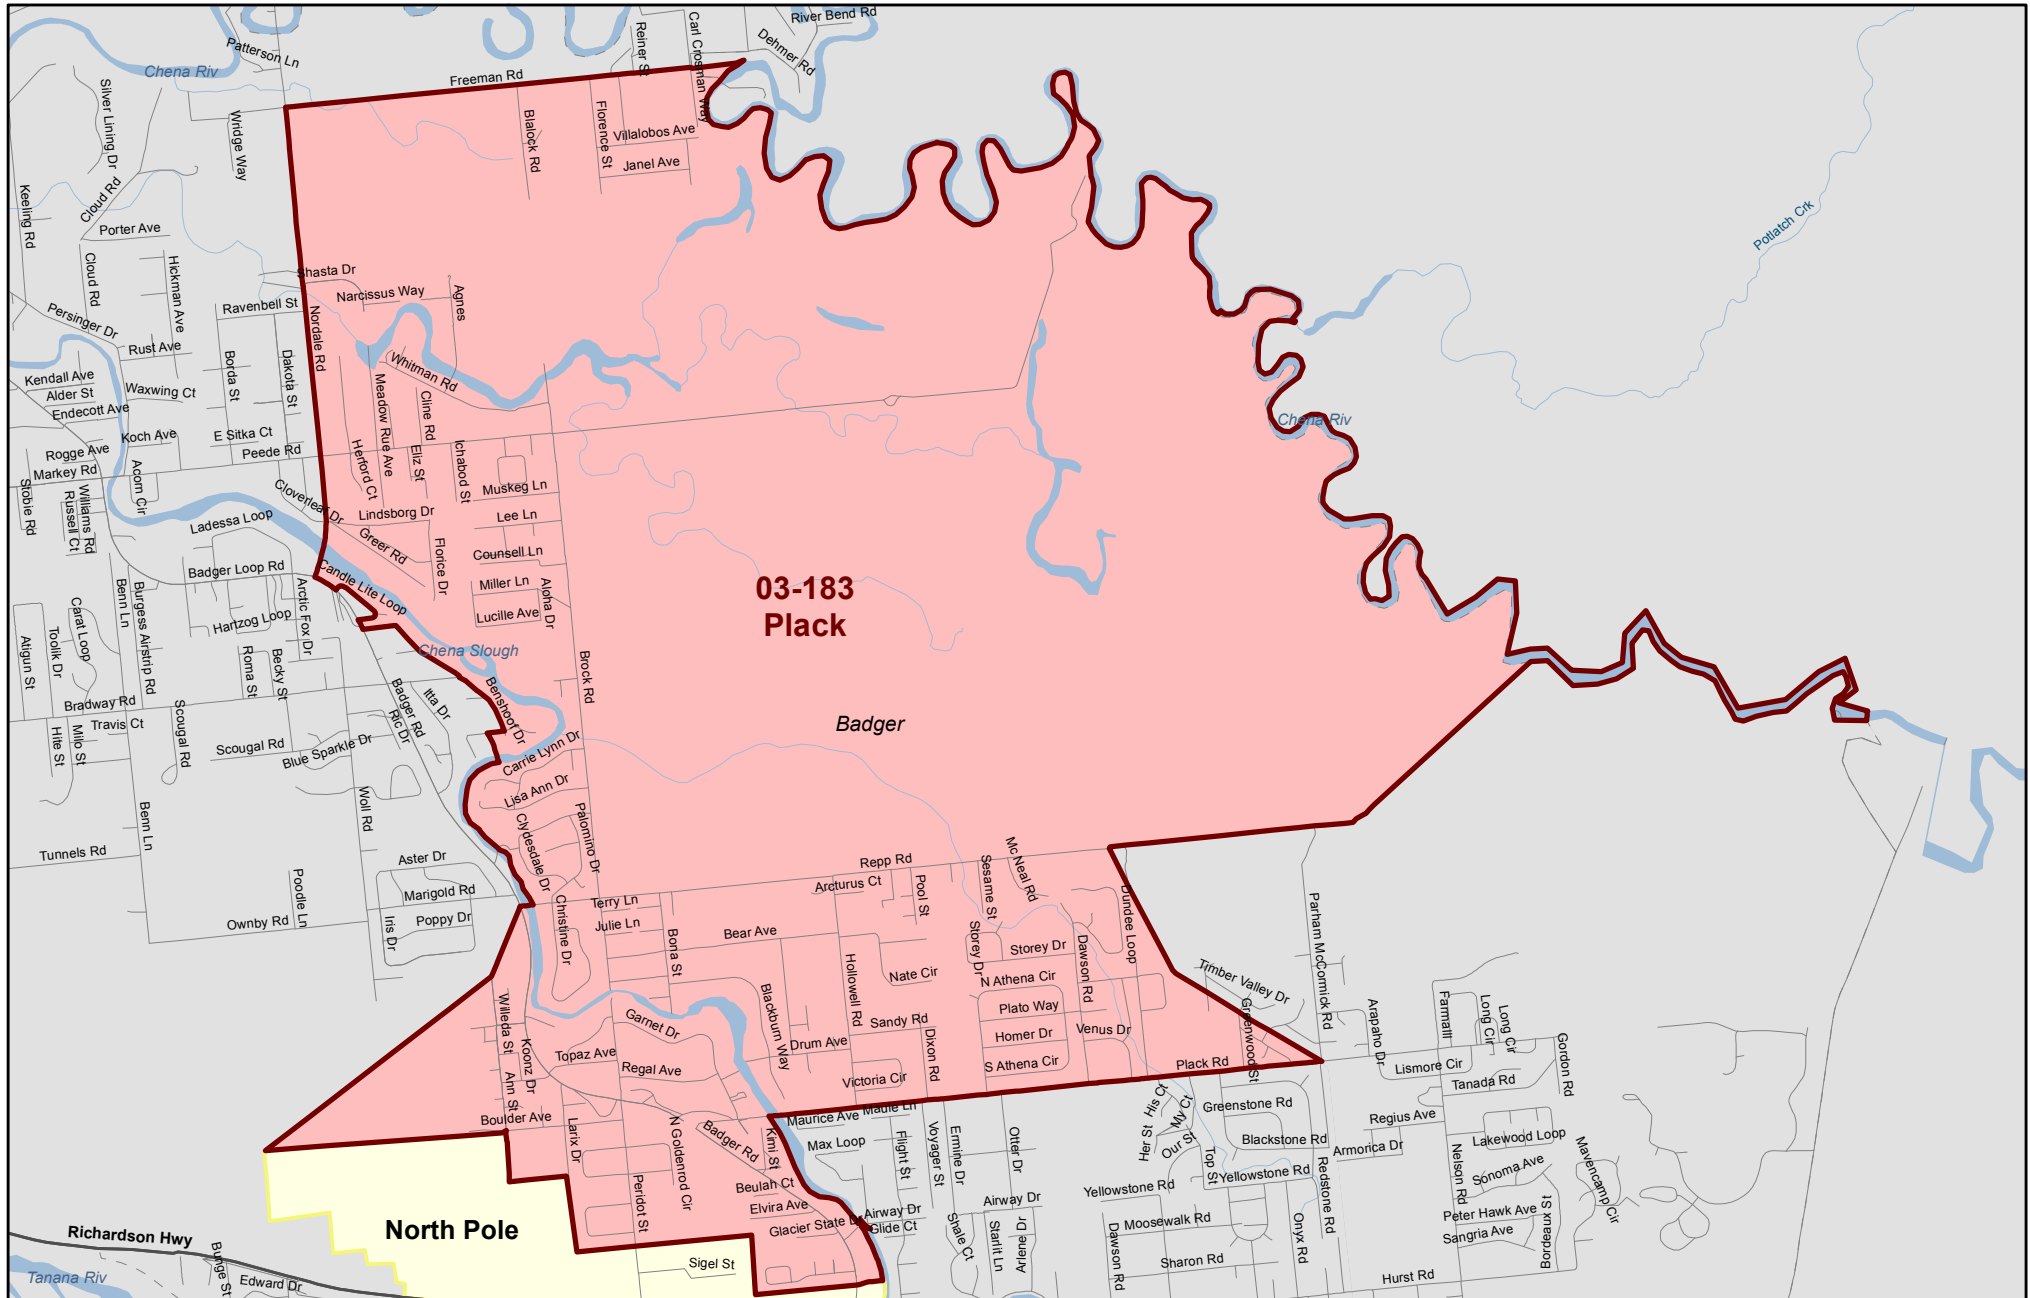 River Bend Rd
Carl Crosman Way
Reiner St
Dehmer Rd
Patterson Ln
Chena Riv
Freeman Rd
Silver Lining Dr
Wridge Way
Blalock Rd
Florence St
Villalobos Ave
Janel Ave
Keeling Rd
Cloud Rd
Porter Ave
Potlatch Crk
Cloud Rd
Hickman Ave
Shasta Dr
Narcissus Way
Agnes
Ravenbell St
Nordale Rd
Persinger Dr
Rust Ave
Borda St
Dakota St
Whitman Rd
Kendall Ave
Alder St
Waxwing Ct
Endecott Ave
Meadow Rue Ave
Cline Rd
Chena Riv
Koch Ave
E Sitka Ct
Peede Rd
Rogge Ave
Markey Rd
Herford Ct
Eliz St
Ichabod St
Acorn Cir
Stobie Rd
Williams Rd
Russell Ct
Cloverleaf Dr
Muskeg Ln
Ladessa Loop
Lindsborg Dr
Lee Ln
Greer Rd
Florice Dr
Counsell Ln
Badger Loop Rd
Candle Lite Loop
Miller Ln
Aloha Dr
Lucille Ave
03-183
Plack
Benn Ln
Burgess Airstrip Rd
Arctic Fox Dr
Carat Loop
Hartzog Loop
Toolik Dr
Atigun St
Roma St
Becky St
Chena Slough
Brock Rd
Bradway Rd
Travis Ct
Hite St
Milo St
Scougal Rd
Scougal Rd
Blue Sparkle Dr
Badger Rd
Ric Dr
Itta Dr
Benshoof Dr
Badger
Carrie Lynn Dr
Lisa Ann Dr
Woll Rd
Benn Ln
Palomino Dr
Clydesdale Dr
Tunnels Rd
Aster Dr
Marigold Rd
Poppy Dr
Iris Dr
Poodle Ln
Ownby Rd
Repp Rd
Arcturus Ct
Pool St
Sesame St
Mc Neal Rd
Dundee Loop
Terry Ln
Julie Ln
Christine Dr
Bona St
Bear Ave
Storey Dr
Storey Dr
Dawson Rd
Nate Cir
N Athena Cir
Hollowell Rd
Plato Way
Parham McCormick Rd
Timber Valley Dr
Greenwood St
Arapaho Dr
Farmall
Long Cir
Long Cir
Gordon Rd
Blackburn Way
Garnet Dr
Sandy Rd
Homer Dr
Venus Dr
Willeda St
Koonz Dr
Topaz Ave
Regal Ave
Drum Ave
Dixon Rd
S Athena Cir
Plack Rd
Lismore Cir
Tanada Rd
Ann St
Victoria Cir
Boulder Ave
Larix Dr
N Goldenrod Cir
Badger Rd
Kimi St
Maurice Ave
Maule Ln
Max Loop
Flight St
Voyager St
Ermine Dr
Otter Dr
Her St
His Ct
My Ct
Our St
Greenstone Rd
Blackstone Rd
Regius Ave
Armorica Dr
Lakewood Loop
Top St
Yellowstone Rd
Yellowstone Rd
Redstone Rd
Nelson Rd
Sonoma Ave
Mavencamp Cir
Peridot St
Beulah Ct
Elvira Ave
Glacier State Dr
Airway Dr
Glide Ct
Airway Dr
Shale Ct
Starlit Ln
Arlene Dr
Dawson Rd
Moosewalk Rd
Sharon Rd
Onyx Rd
Peter Hawk Ave
Sangria Ave
Bordeaux St
Hurst Rd
North Pole
Richardson Hwy
Tanana Riv
Bunge St
Edward Dr
Sigel St